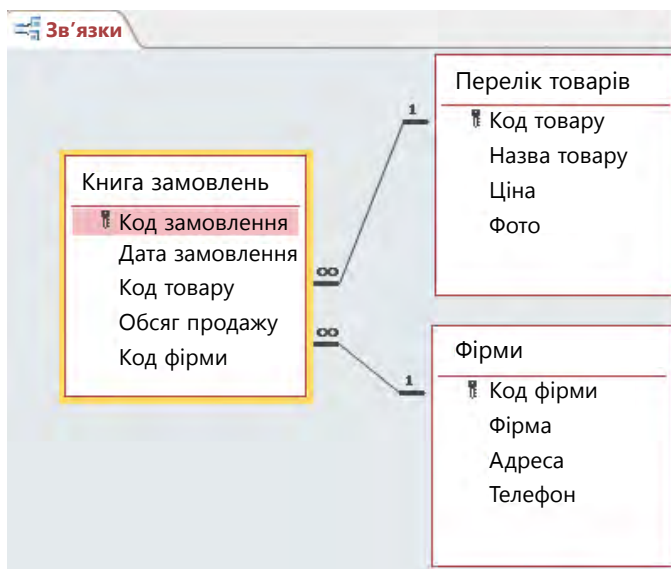 Зв’язки
Книга замовлень
Код замовлення
Дата замовлення
Код товару
Обсяг продажу
Код фірми
1
∞
∞
1
Перелік товарів
Код товару
Назва товару
Ціна
Фото
Фірми
Код фірми
Фірма
Адреса
Телефон